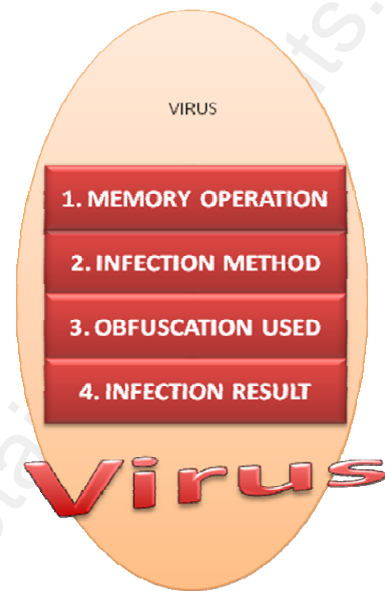 VIRUS
1. MEMORY OPERATION
2. INFECTION METHOD
3. OBFUSCATION USED
4. INFECTION RESULT
Virus